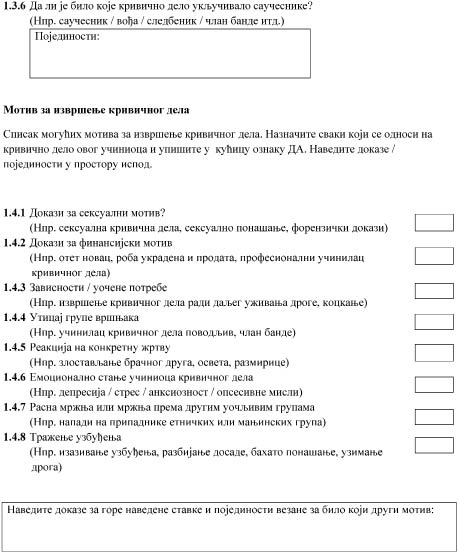 1.3.6 Да ли је било које кривично дело укључивало саучеснике?
(Нпр. саучесник / вођа / следбеник / члан банде итд.)
Појединости:
Мотив за извршење кривичног дела
Списак могућих мотива за извршење кривичног дела. Назначите сваки који се односи на
кривично дело овог учиниоца и упишите у кућицу ознаку ДА. Наведите доказе /
појединости у простору испод.
1.4.1 Докази за сексуални мотив?
(Нпр. сексуална кривична дела, сексуално понашање, форензички докази)
1.4.2 Докази за финансијски мотив
(Нпр. отет новац, роба украдена и продата, професионални учинилац
кривичног дела)
1.4.3 Зависности / уочене потребе
(Нпр. извршење кривичног дела ради даљег уживања дроге, коцкање)
1.4.4 Утицај групе вршњака
(Нпр. учинилац кривичног дела поводљив, члан банде)
1.4.5 Реакција на конкретну жртву
(Нпр. злостављање брачног друга, освета, размирице)
1.4.6 Емоционално стање учиниоца кривичног дела
(Нпр. депресија / стрес / анксиозност / опсесивне мисли)
1.4.7 Расна мржња или мржња према другим уочљивим групама
(Нпр. напади на припаднике етничких или мањинских група)
1.4.8 Тражење узбуђења
(Нпр. изазивање узбуђења, разбијање досаде, бахато понашање, узимање
дрога)
Наведите доказе за горе наведене ставке и појединости везане за било који други мотив: